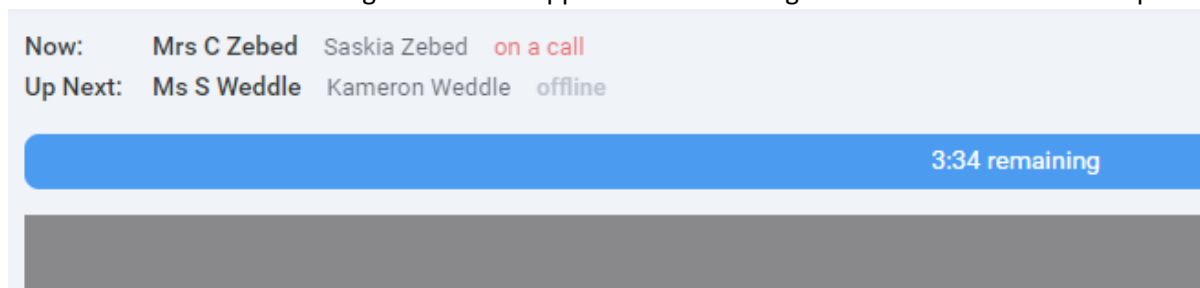 Now: Mrs C Zebed Saskia Zebed on a call
Up Next: Ms S Weddle Kameron Weddle offline
3:34 remaining